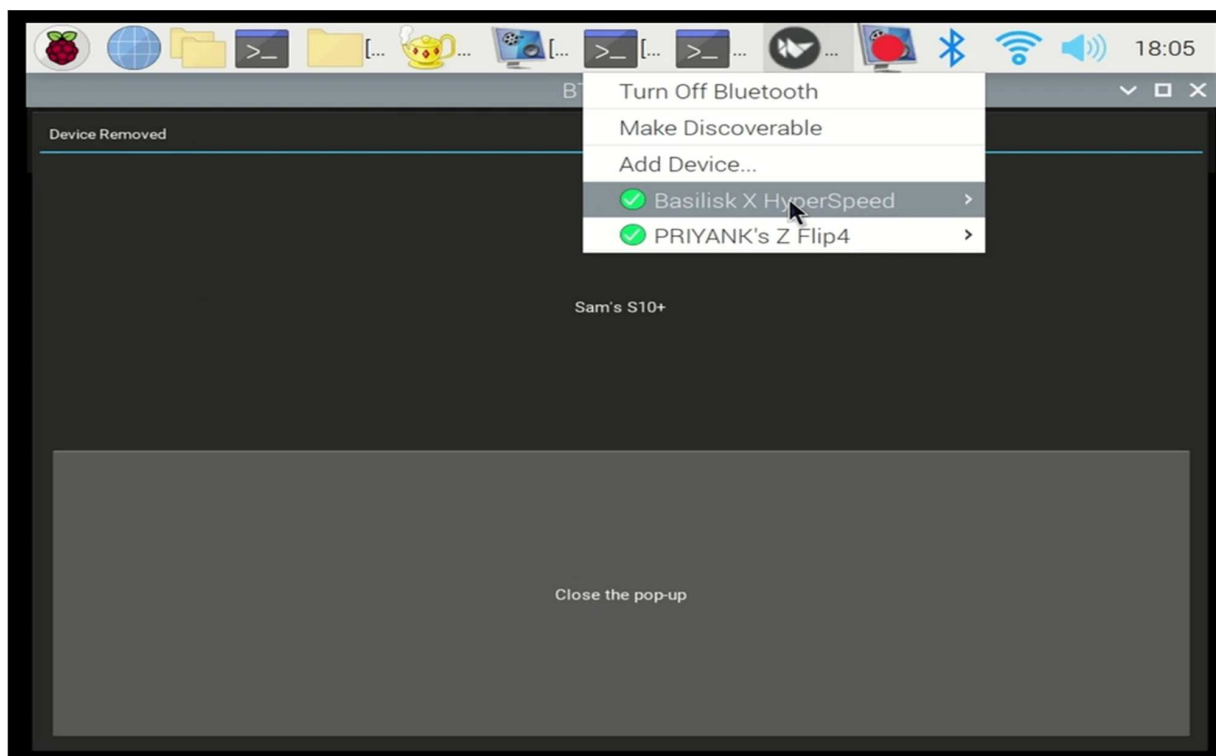 >_
[...
...
[...
>_
[...
>_
...
...
18:05
BT
Turn Off Bluetooth
Make Discoverable
Add Device...
Basilisk X HyperSpeed
PRIYANK's Z Flip4
Device Removed
Sam's S10+
Close the pop-up